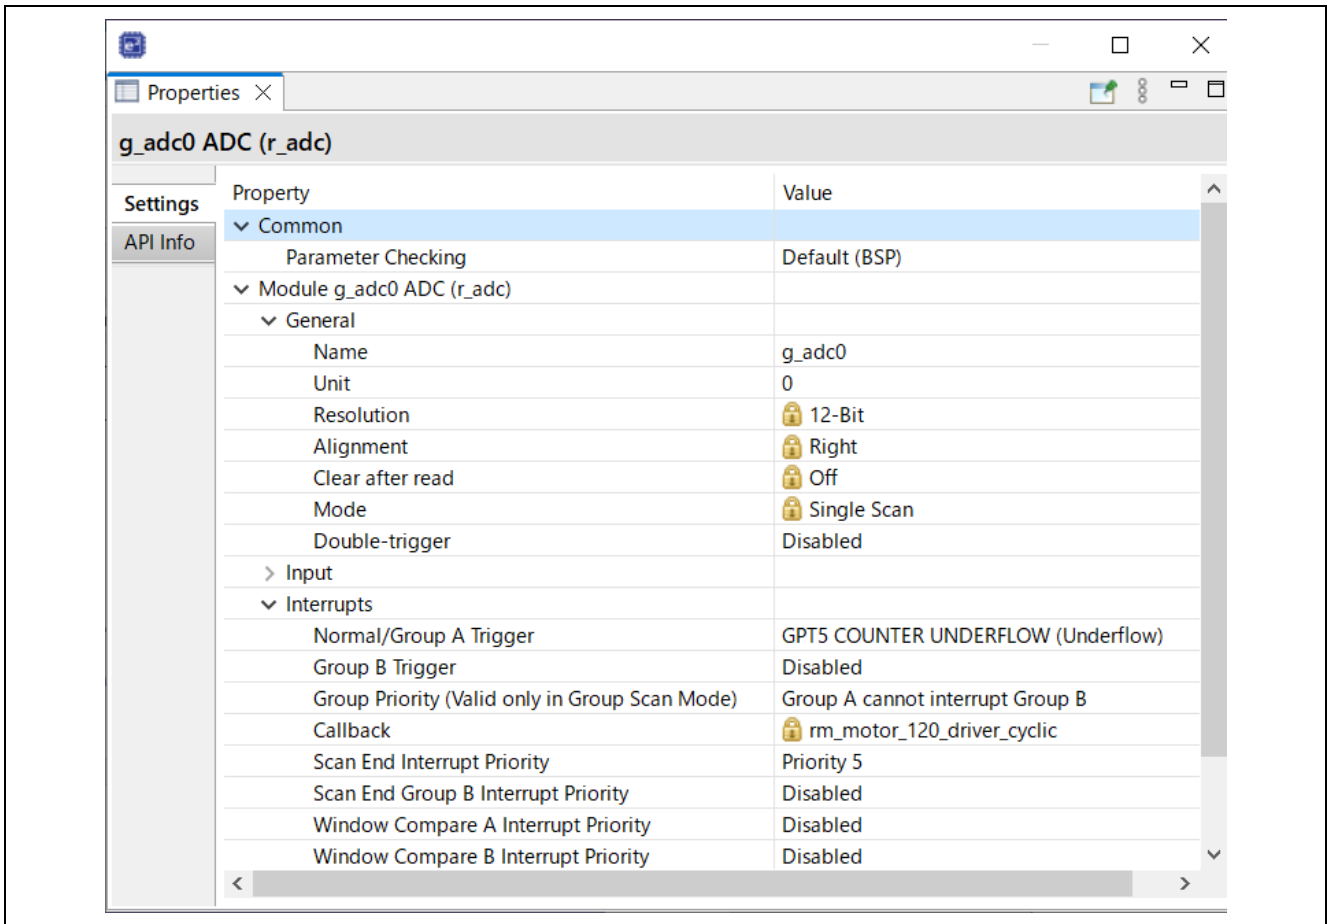 Properties
g_adc0 ADC (r_adc)
Settings
API Info
Property Value
Common
Parameter Checking Default (BSP)
Module g_adc0 ADC (r_adc)
General
Name g_adc0
Unit 0
Resolution 12-Bit
Alignment Right
Clear after read Off
Mode Single Scan
Double-trigger Disabled
Input
Interrupts
Normal/Group A Trigger GPT5 COUNTER UNDERFLOW (Underflow)
Group B Trigger Disabled
Group Priority (Valid only in Group Scan Mode) Group A cannot interrupt Group B
Callback rm_motor_120_driver_cyclic
Scan End Interrupt Priority Priority 5
Scan End Group B Interrupt Priority Disabled
Window Compare A Interrupt Priority Disabled
Window Compare B Interrupt Priority Disabled